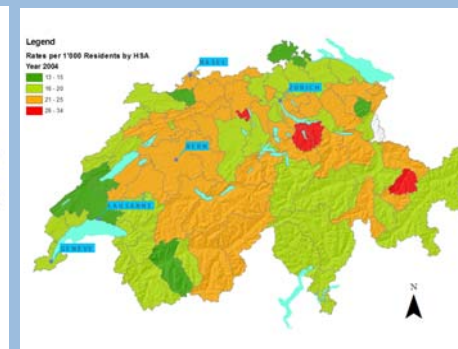 Legend
Rates per 1'000 Residents by HSA
Year 2004
13 - 15
16 - 20
21 - 25
26 - 34
BASEL
ZURICH
BERN
LAUSANNE
GENEVE
N